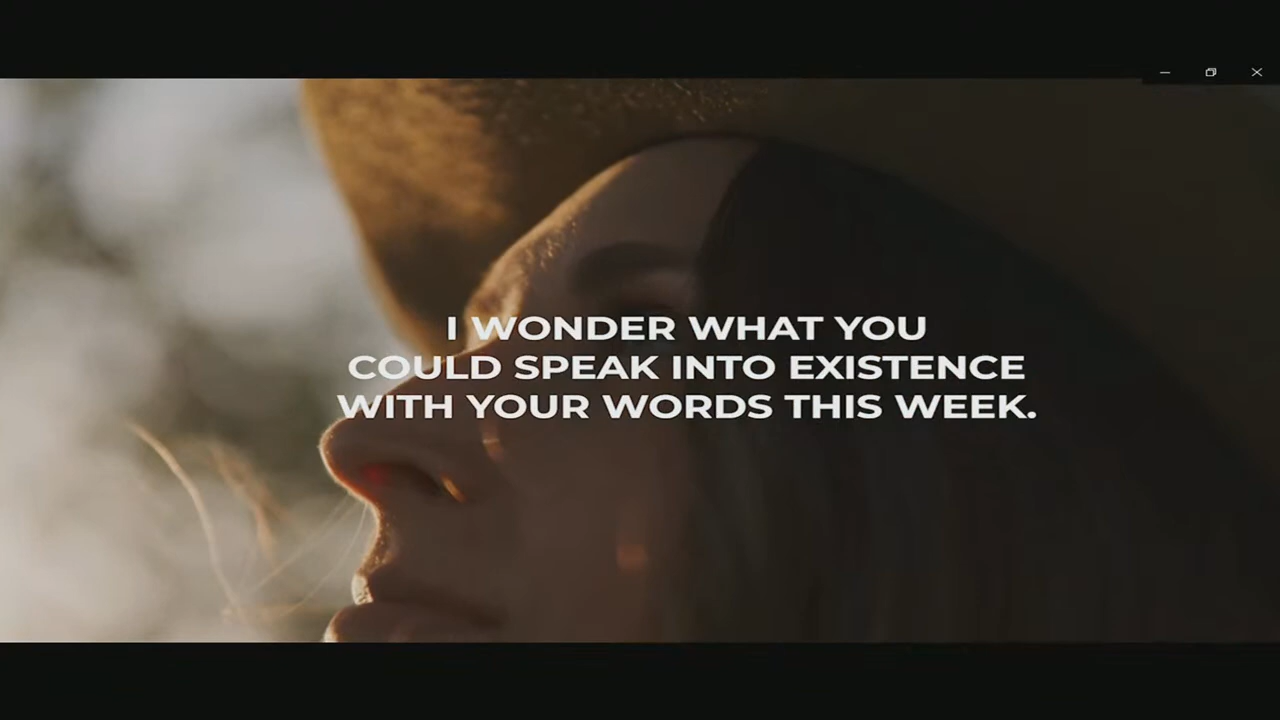 I WONDER WHAT YOU
COULD SPEAK INTO EXISTENCE
WITH YOUR WORDS THIS WEEK.